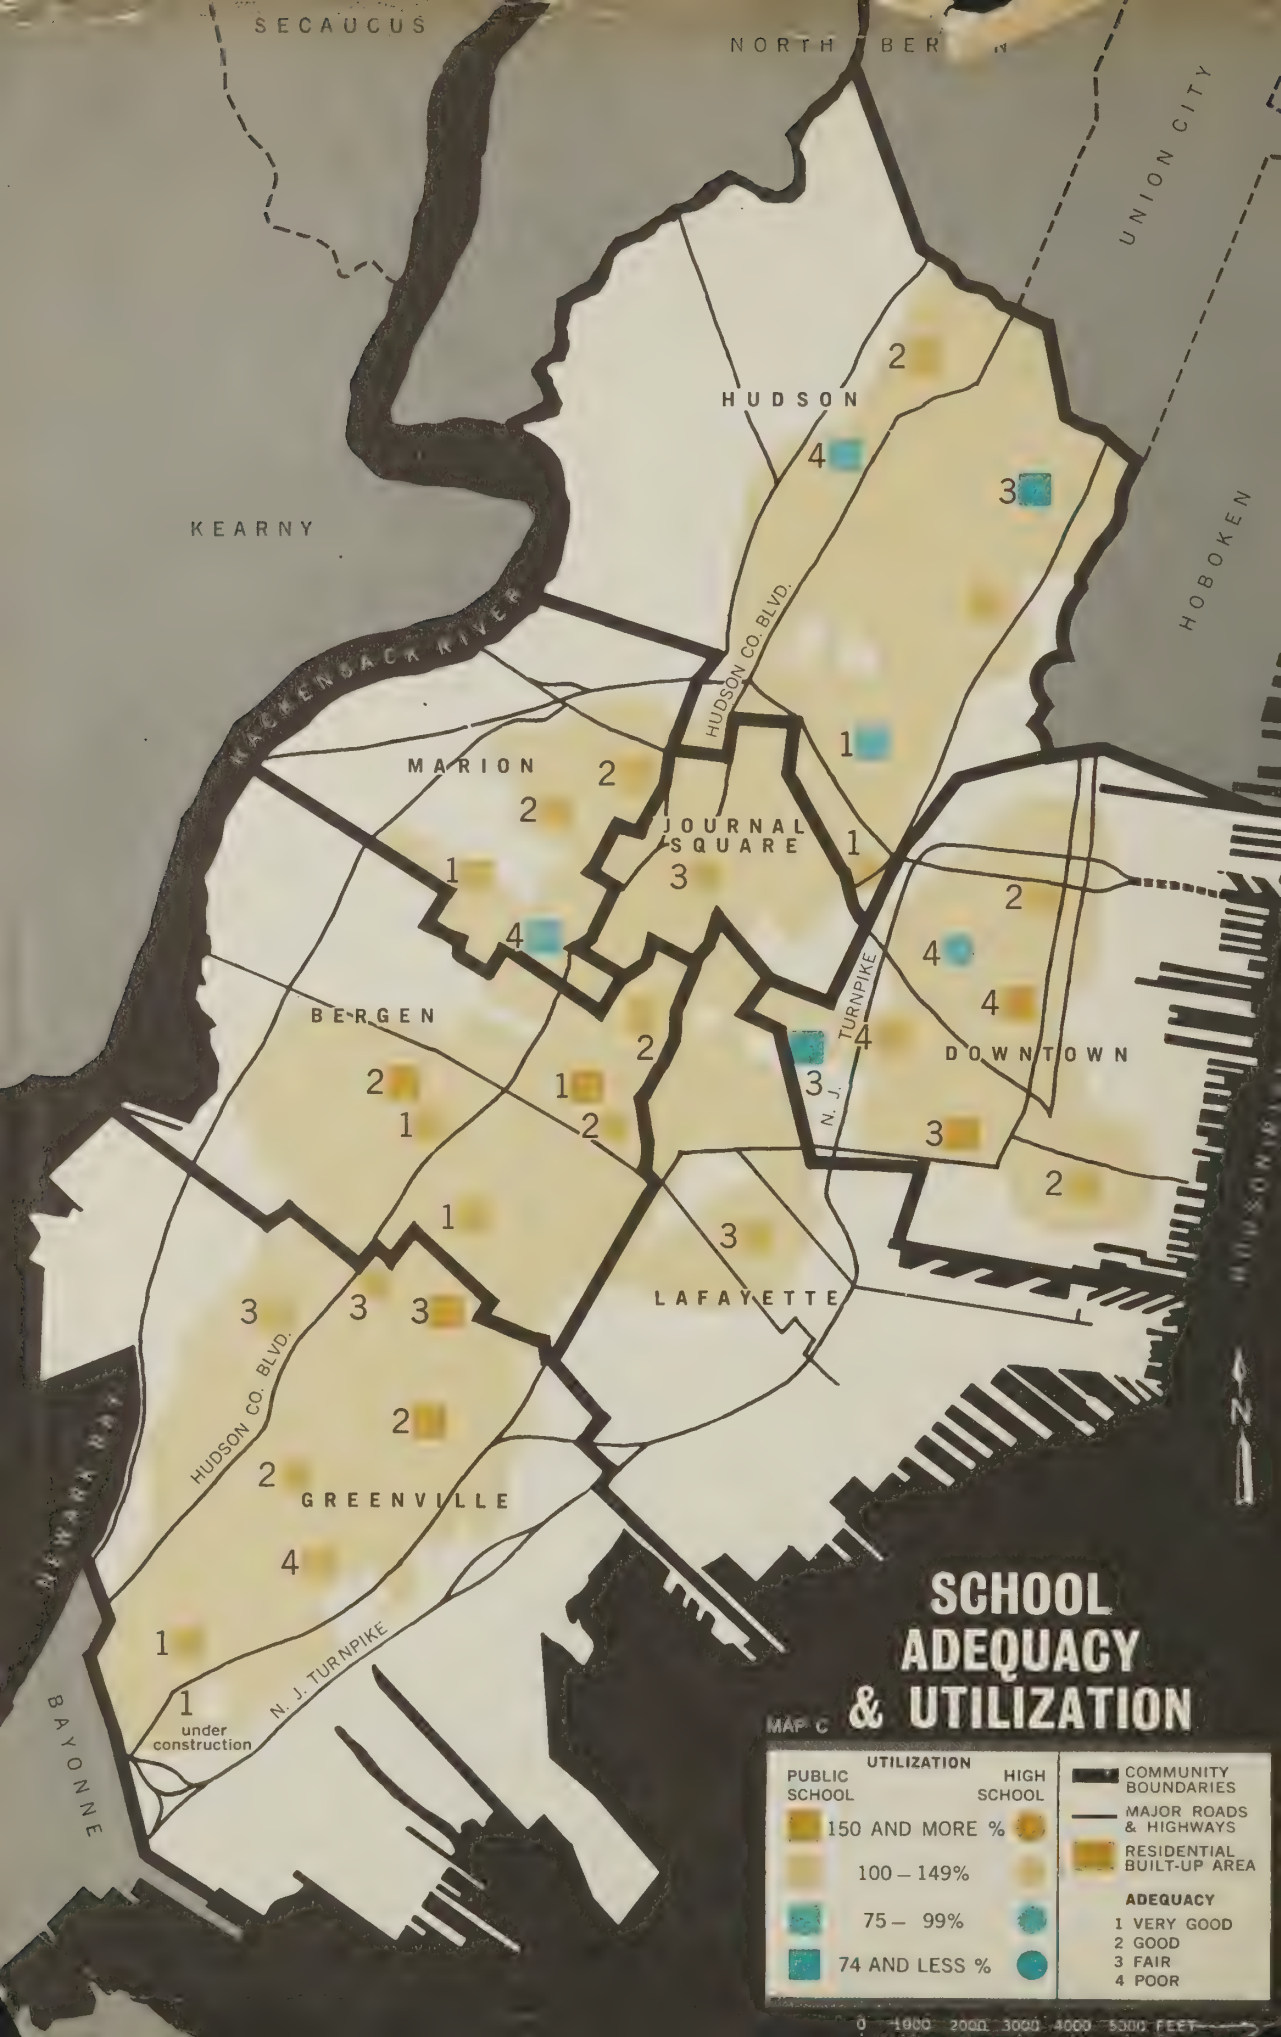 SECAUCUS
NORTH BER N
UNION CITY
HOBOKEN
KEARNY
HACKENSACK RIVER
HUDSON
2
4
3
HUDSON CO. BLVD.
1
MARION
2
2
1
4
JOURNAL
SQUARE
3
1
2
4
4
TURNPIKE
N. J.
4
DOWNTOWN
3
3
2
BERGEN
2
2
1
1
2
1
3
LAFAYETTE
3
3
3
HUDSON CO. BLVD.
2
2
GREENVILLE
4
1
1
under
construction
N. J. TURNPIKE
NEWARK BAY
BAYONNE
N
SCHOOL
ADEQUACY
& UTILIZATION
MAP C
UTILIZATION
PUBLIC
SCHOOL
HIGH
SCHOOL
150 AND MORE %
100 – 149%
75 – 99%
74 AND LESS %
COMMUNITY
BOUNDARIES
MAJOR ROADS
& HIGHWAYS
RESIDENTIAL
BUILT-UP AREA
ADEQUACY
1 VERY GOOD
2 GOOD
3 FAIR
4 POOR
0 1000 2000 3000 4000 5000 FEET